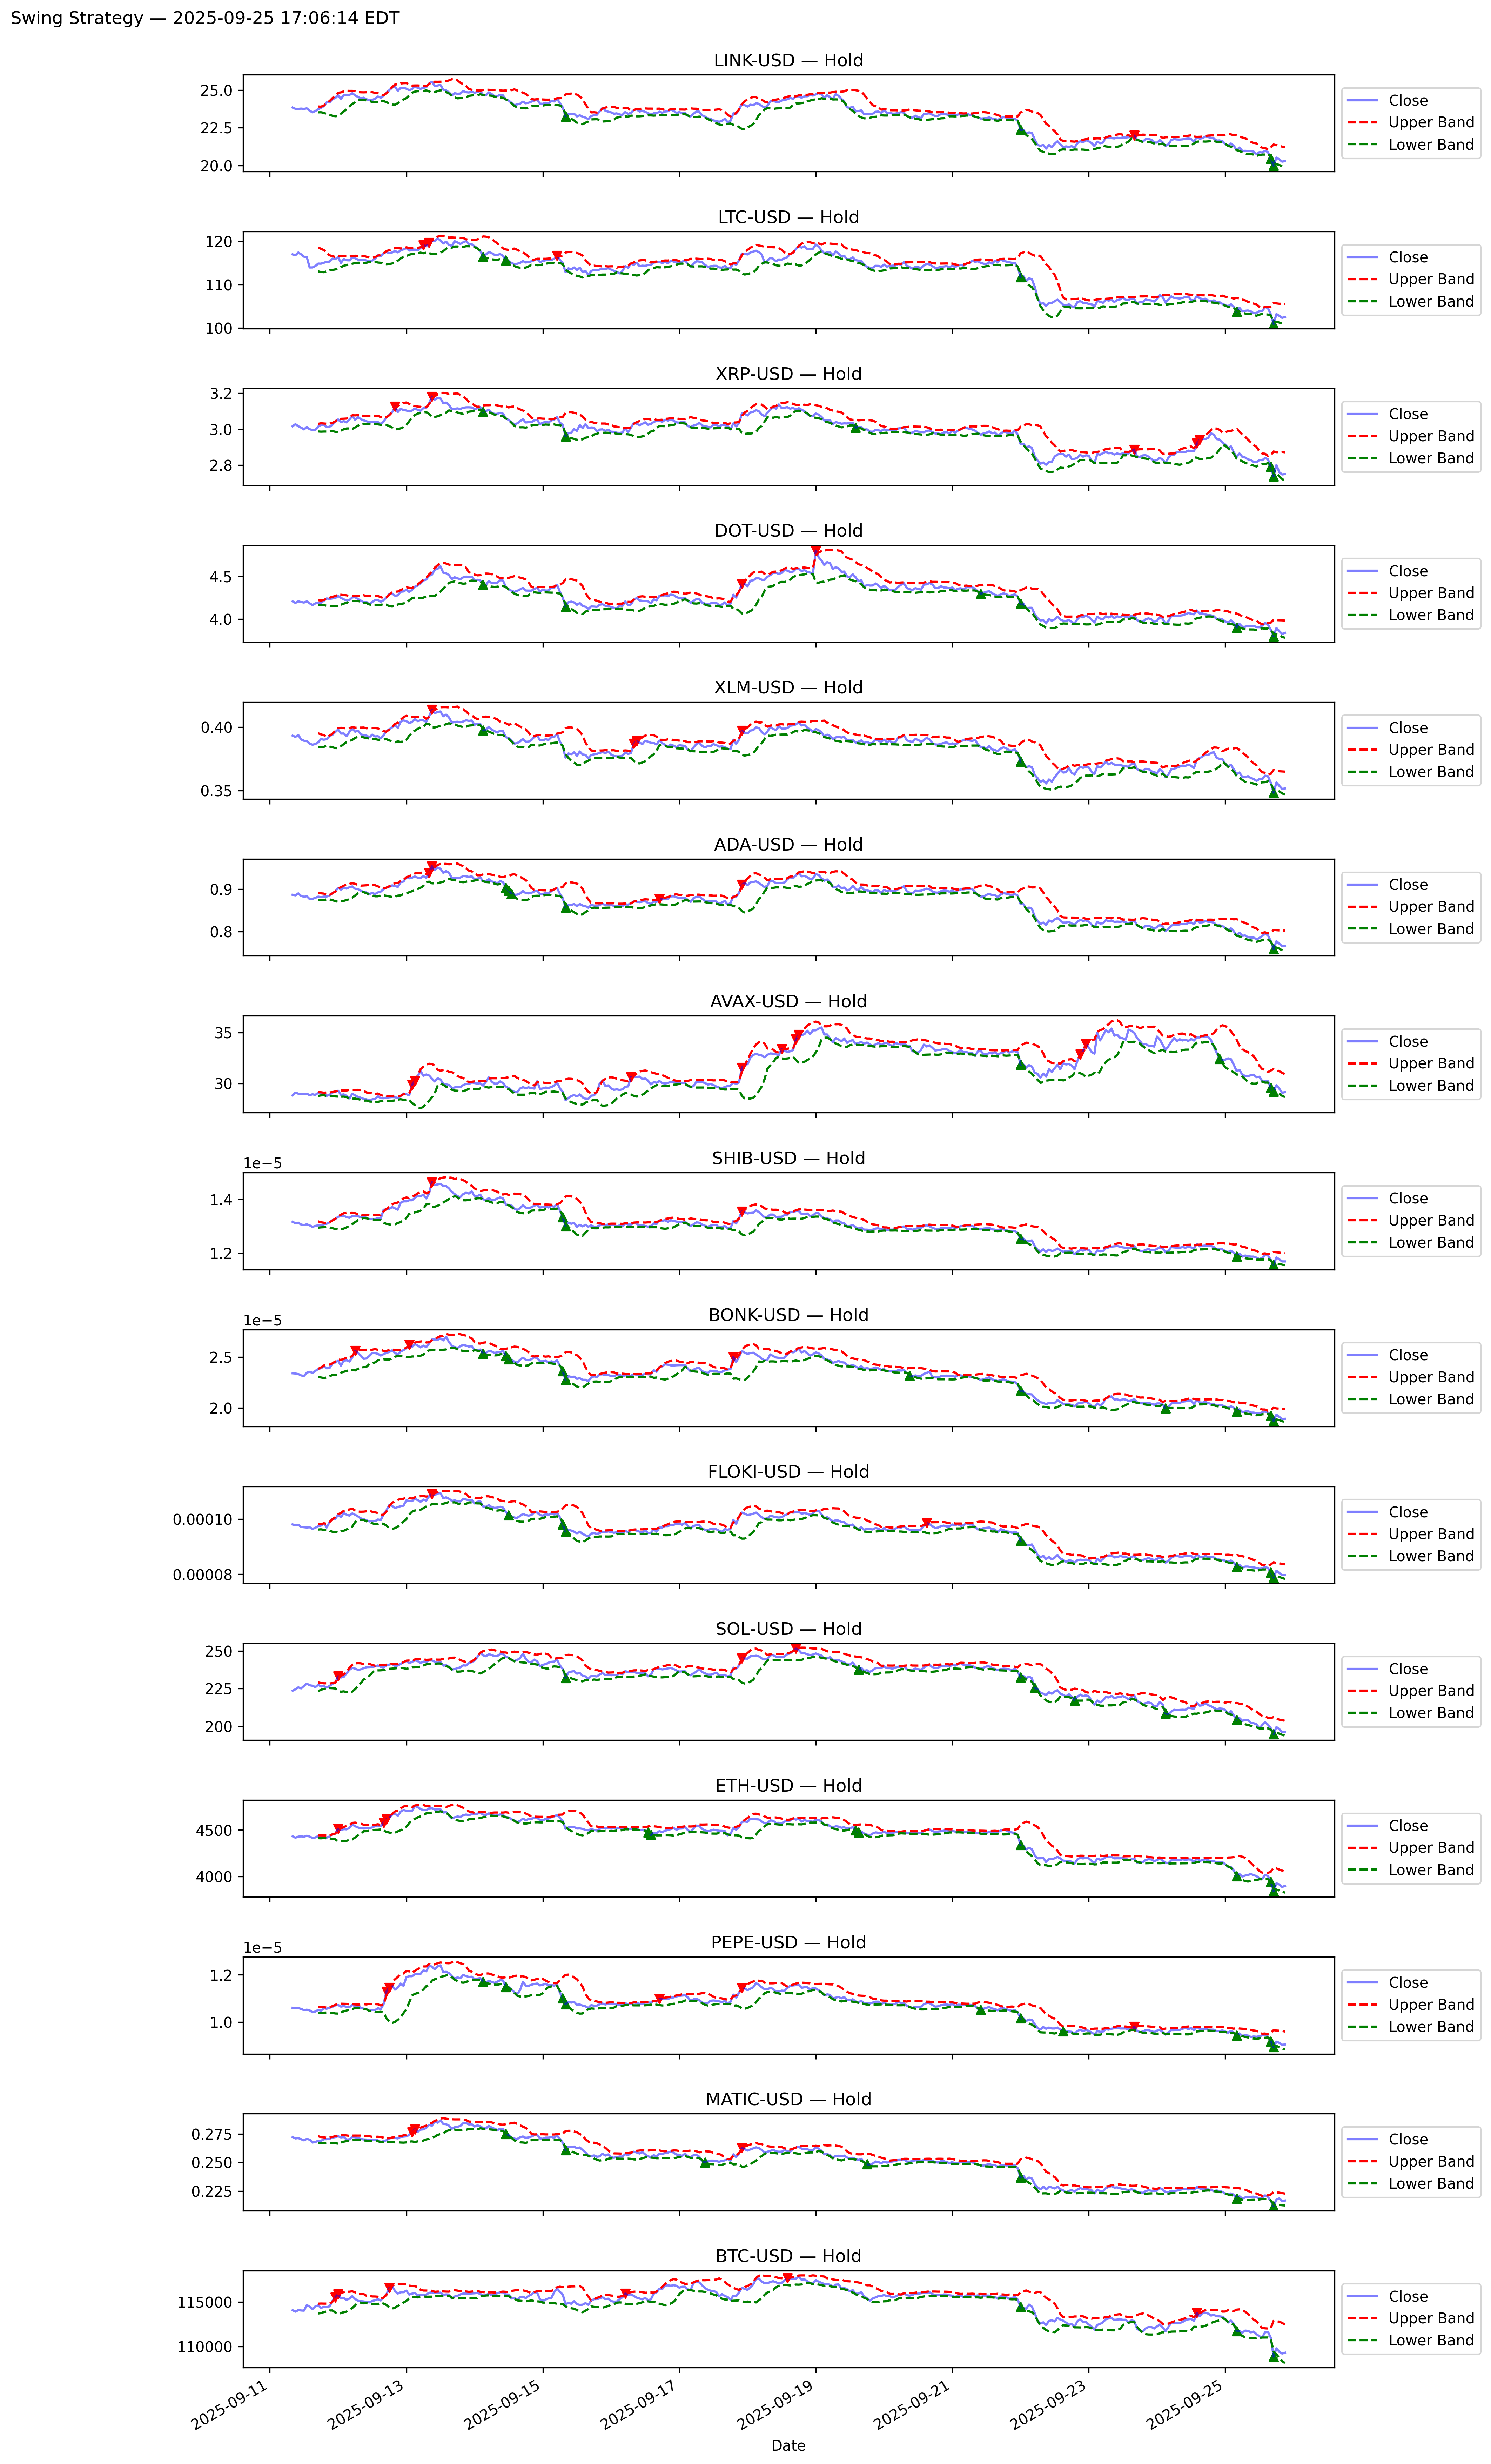 Swing Strategy — 2025-09-25 17:06:14 EDT
LINK-USD — Hold
25.0
22.5
20.0
Close
Upper Band
Lower Band
LTC-USD — Hold
120
110
100
Close
Upper Band
Lower Band
XRP-USD — Hold
3.2
3.0
2.8
Close
Upper Band
Lower Band
DOT-USD — Hold
4.5
4.0
Close
Upper Band
Lower Band
XLM-USD — Hold
0.40
0.35
Close
Upper Band
Lower Band
ADA-USD — Hold
0.9
0.8
Close
Upper Band
Lower Band
AVAX-USD — Hold
35
30
Close
Upper Band
Lower Band
SHIB-USD — Hold
1e−5
1.4
1.2
Close
Upper Band
Lower Band
BONK-USD — Hold
1e−5
2.5
2.0
Close
Upper Band
Lower Band
FLOKI-USD — Hold
0.00010
0.00008
Close
Upper Band
Lower Band
SOL-USD — Hold
250
225
200
Close
Upper Band
Lower Band
ETH-USD — Hold
4500
4000
Close
Upper Band
Lower Band
PEPE-USD — Hold
1e−5
1.2
1.0
Close
Upper Band
Lower Band
MATIC-USD — Hold
0.275
0.250
0.225
Close
Upper Band
Lower Band
BTC-USD — Hold
115000
110000
Close
Upper Band
Lower Band
2025-09-11
2025-09-13
2025-09-15
2025-09-17
2025-09-19
2025-09-21
2025-09-23
2025-09-25
Date